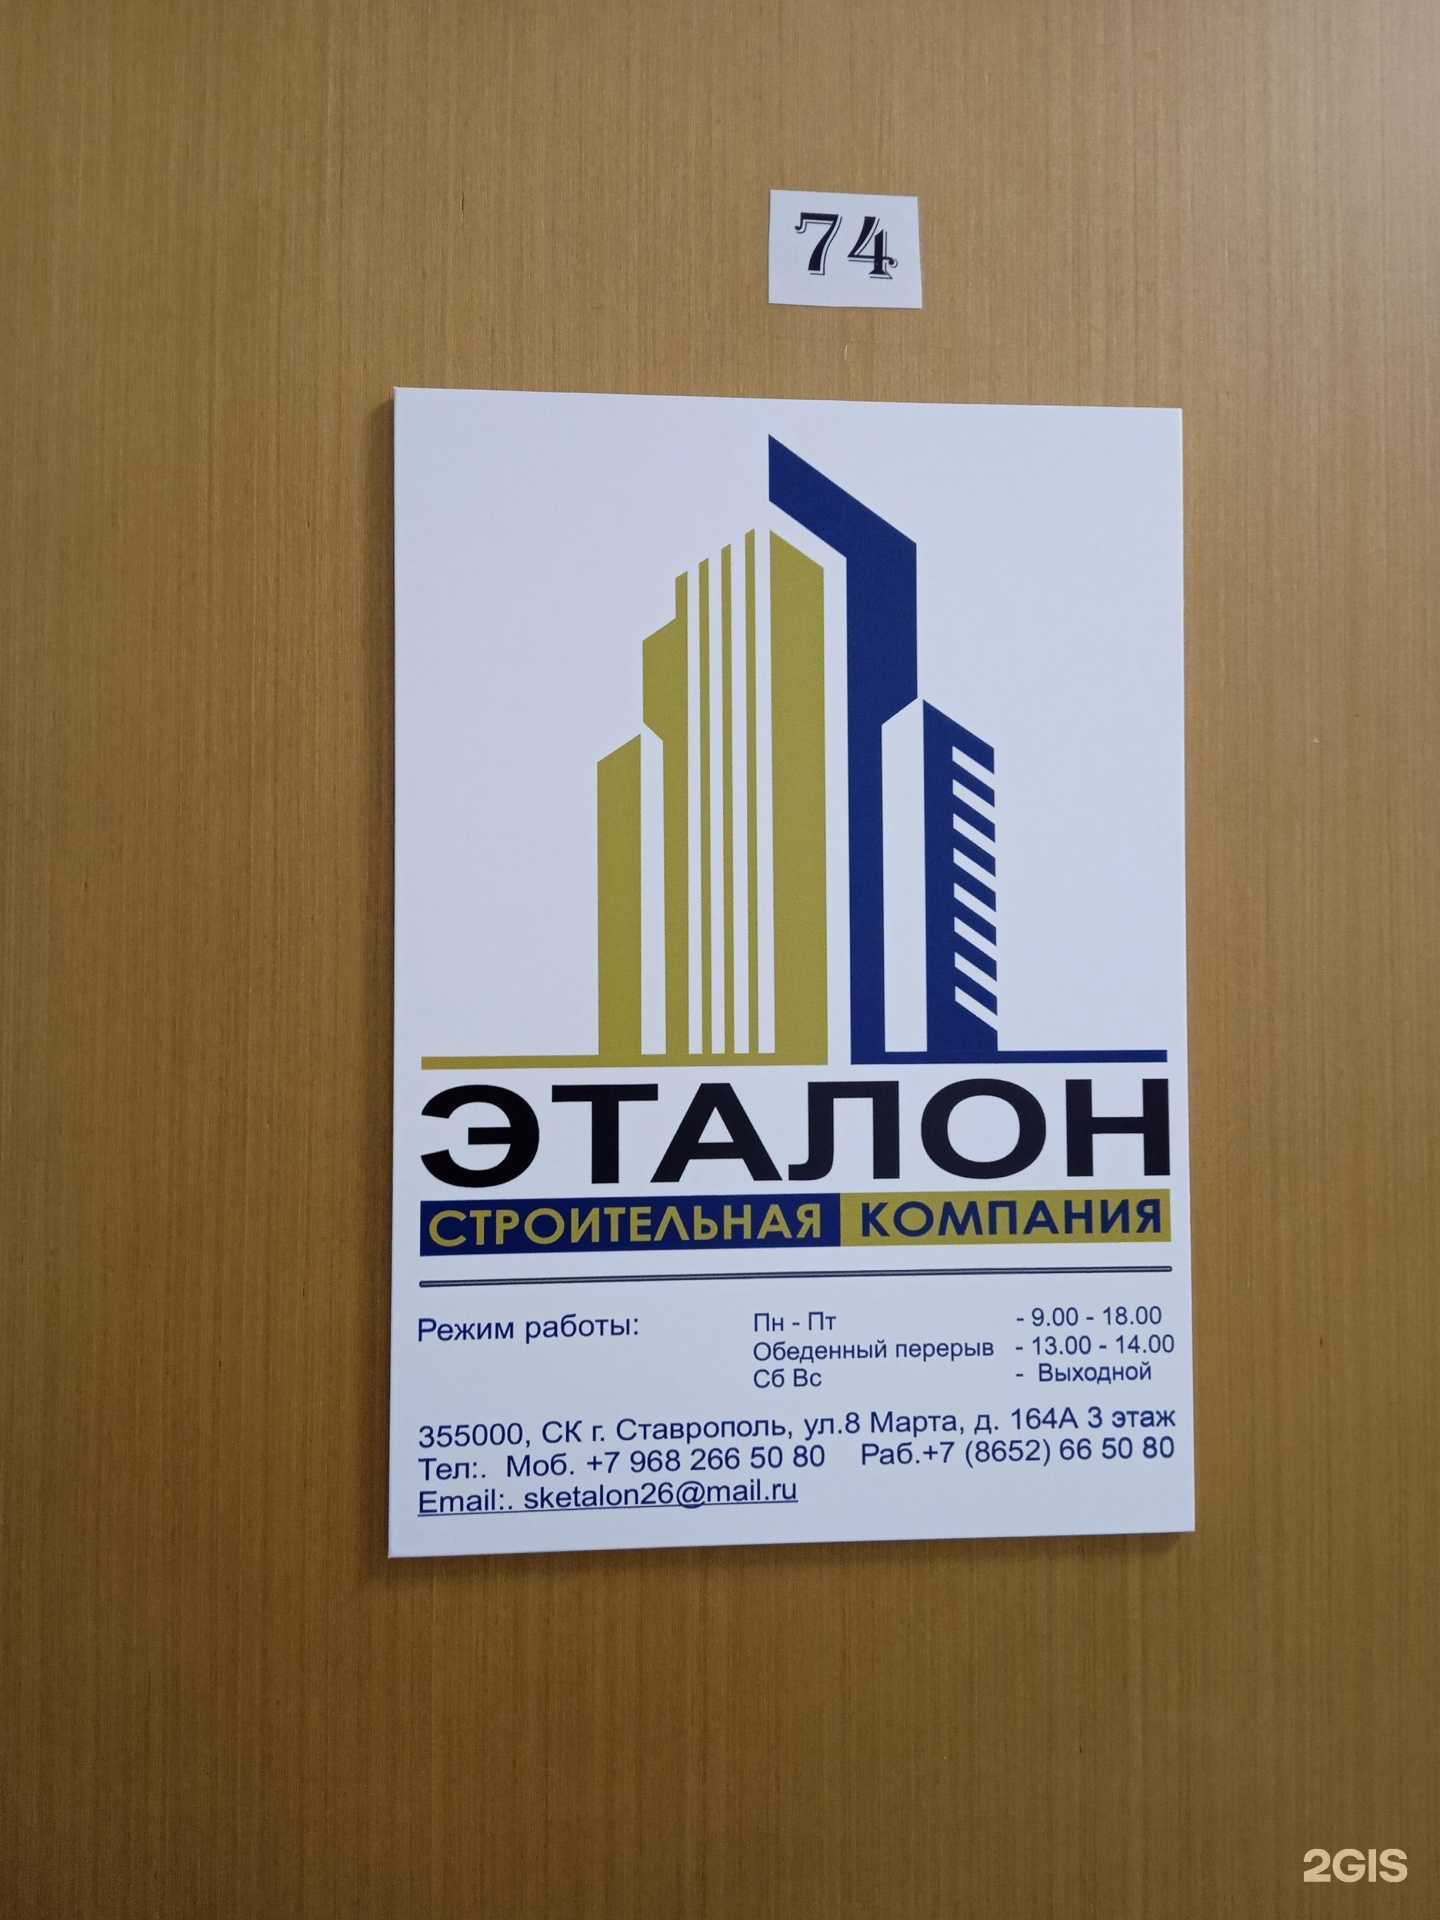 74
ЭТАЛОН
СТРОИТЕЛЬНАЯ КОМПАНИЯ
Режим работы: Пн - Пт - 9.00 - 18.00
Обеденный перерыв - 13.00 - 14.00
Сб Вс - Выходной
355000, СК г. Ставрополь, ул.8 Марта, д. 164А 3 этаж
Тел:. Моб. +7 968 266 50 80 Раб.+7 (8652) 66 50 80
Email:. sketalon26@mail.ru
2GIS